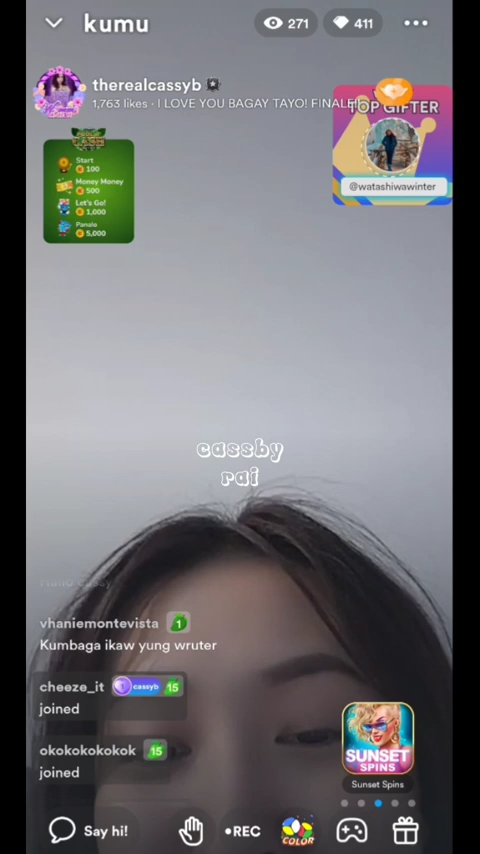 kumu
271
411
therealcassyb
1,763 likes · I LOVE YOU BAGAY TAYO! FINALE!!
TOP GIFTER
@watashiwawinter
Start
100
Money Money
500
Let's Go!
1,000
Panalo
5,000
cassby
rai
vhaniemontevista 1
Kumbaga ikaw yung wruter
cheeze_it cassyb 15
joined
okokokokokok 15
joined
SUNSET
SPINS
Sunset Spins
Say hi!
•REC
COLOR